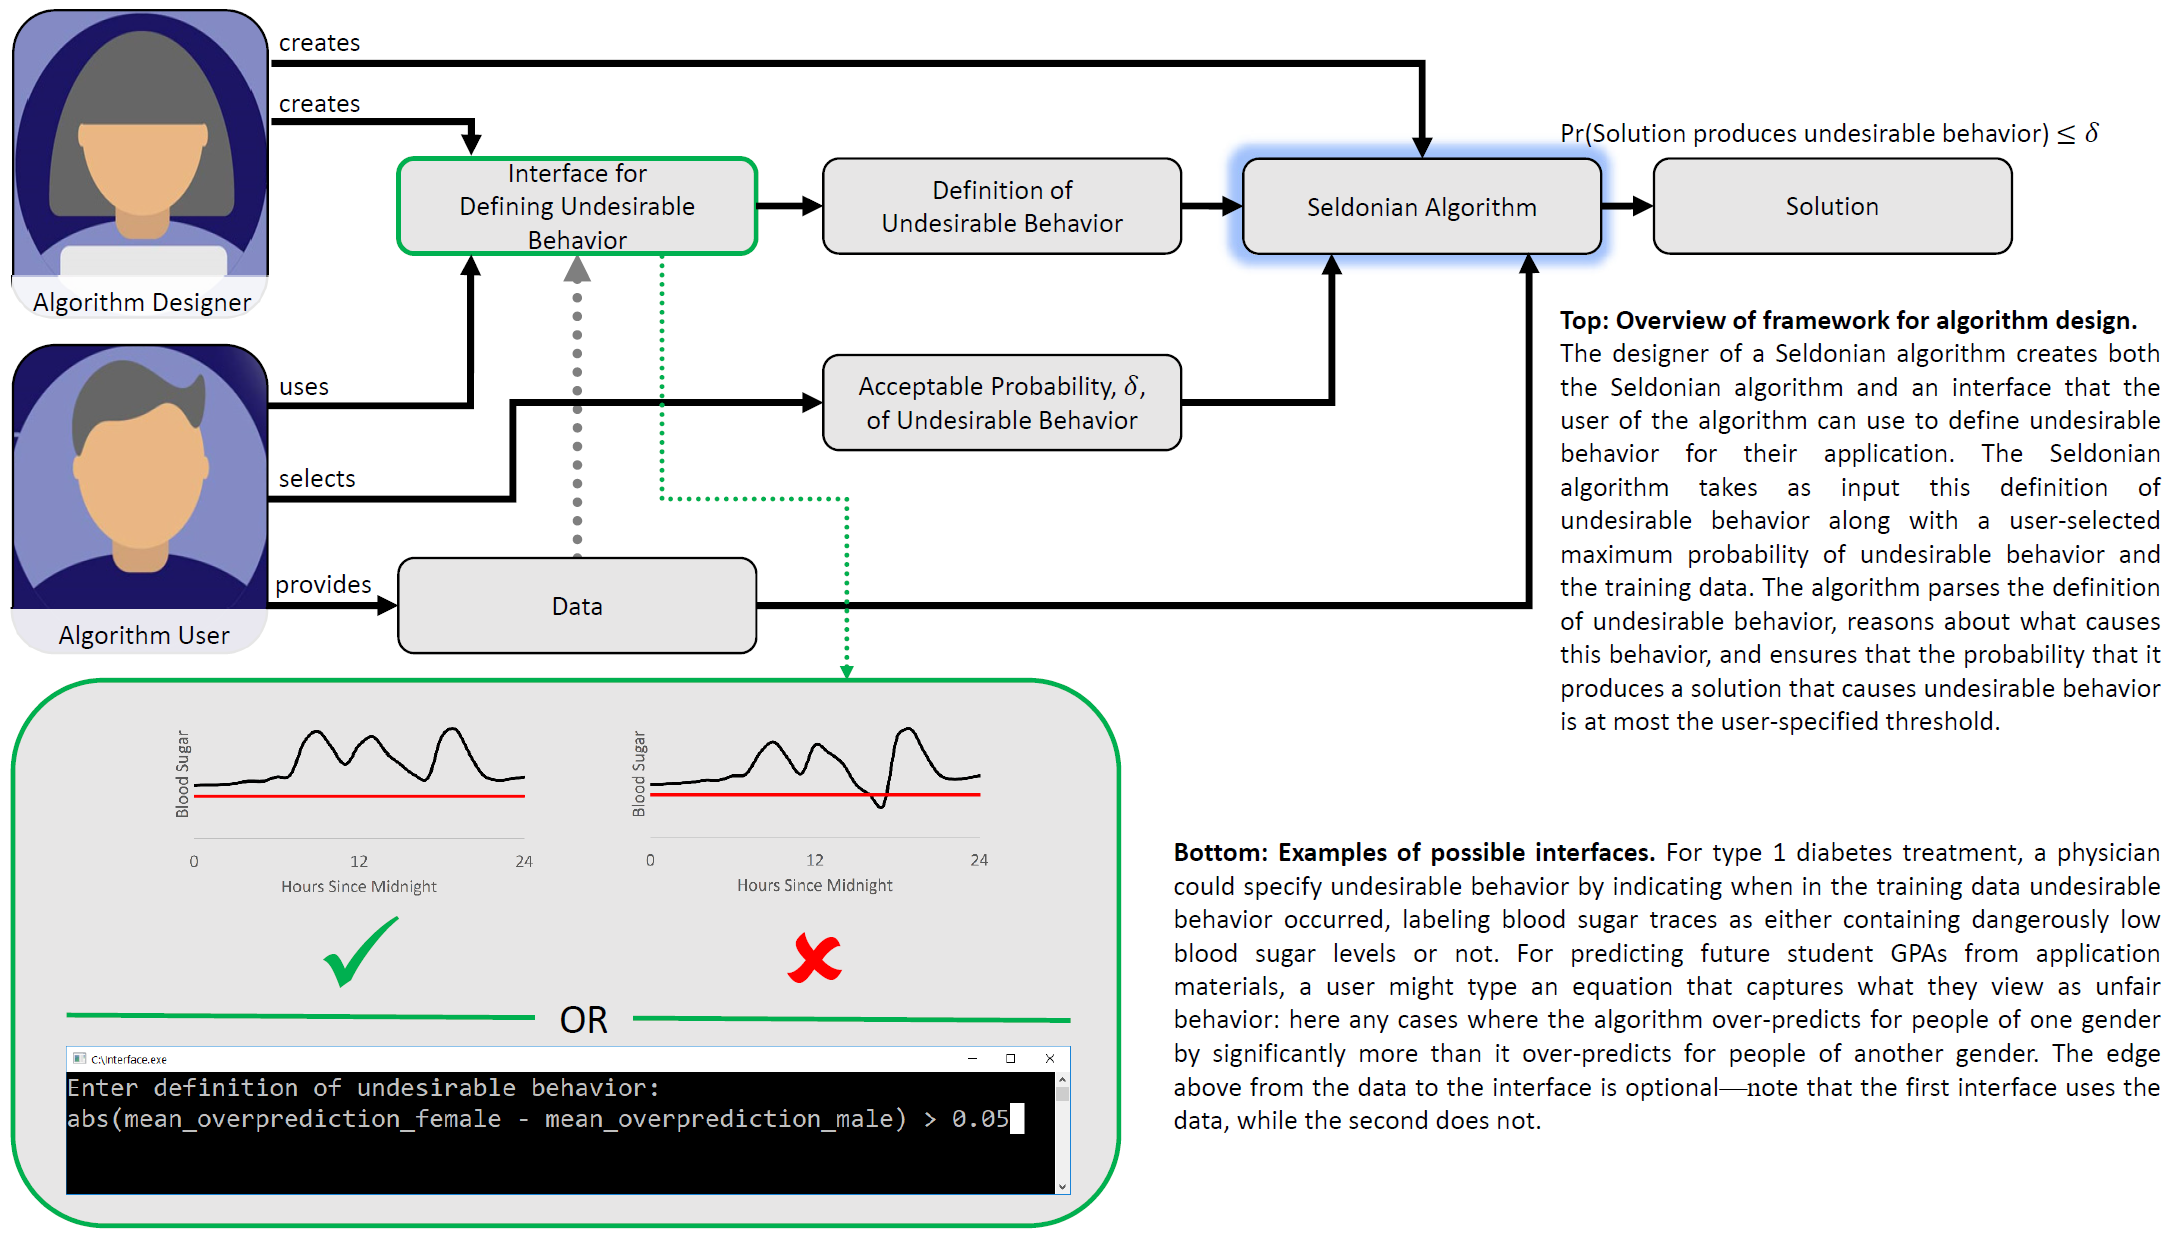 creates
creates
Algorithm Designer
Interface for
Defining Undesirable
Behavior
Definition of
Undesirable Behavior
Seldonian Algorithm
Pr(Solution produces undesirable behavior) ≤ δ
Solution
uses
selects
provides
Algorithm User
Acceptable Probability, δ,
of Undesirable Behavior
Data
Top: Overview of framework for algorithm design.
The designer of a Seldonian algorithm creates both
the Seldonian algorithm and an interface that the
user of the algorithm can use to define undesirable
behavior for their application. The Seldonian
algorithm takes as input this definition of
undesirable behavior along with a user-selected
maximum probability of undesirable behavior and
the training data. The algorithm parses the definition
of undesirable behavior, reasons about what causes
this behavior, and ensures that the probability that it
produces a solution that causes undesirable behavior
is at most the user-specified threshold.
Blood Sugar
0 12 24
Hours Since Midnight
Blood Sugar
0 12 24
Hours Since Midnight
OR
C:\Interface.exe
Enter definition of undesirable behavior:
abs(mean_overprediction_female - mean_overprediction_male) > 0.05
Bottom: Examples of possible interfaces. For type 1 diabetes treatment, a physician
could specify undesirable behavior by indicating when in the training data undesirable
behavior occurred, labeling blood sugar traces as either containing dangerously low
blood sugar levels or not. For predicting future student GPAs from application
materials, a user might type an equation that captures what they view as unfair
behavior: here any cases where the algorithm over-predicts for people of one gender
by significantly more than it over-predicts for people of another gender. The edge
above from the data to the interface is optional—note that the first interface uses the
data, while the second does not.